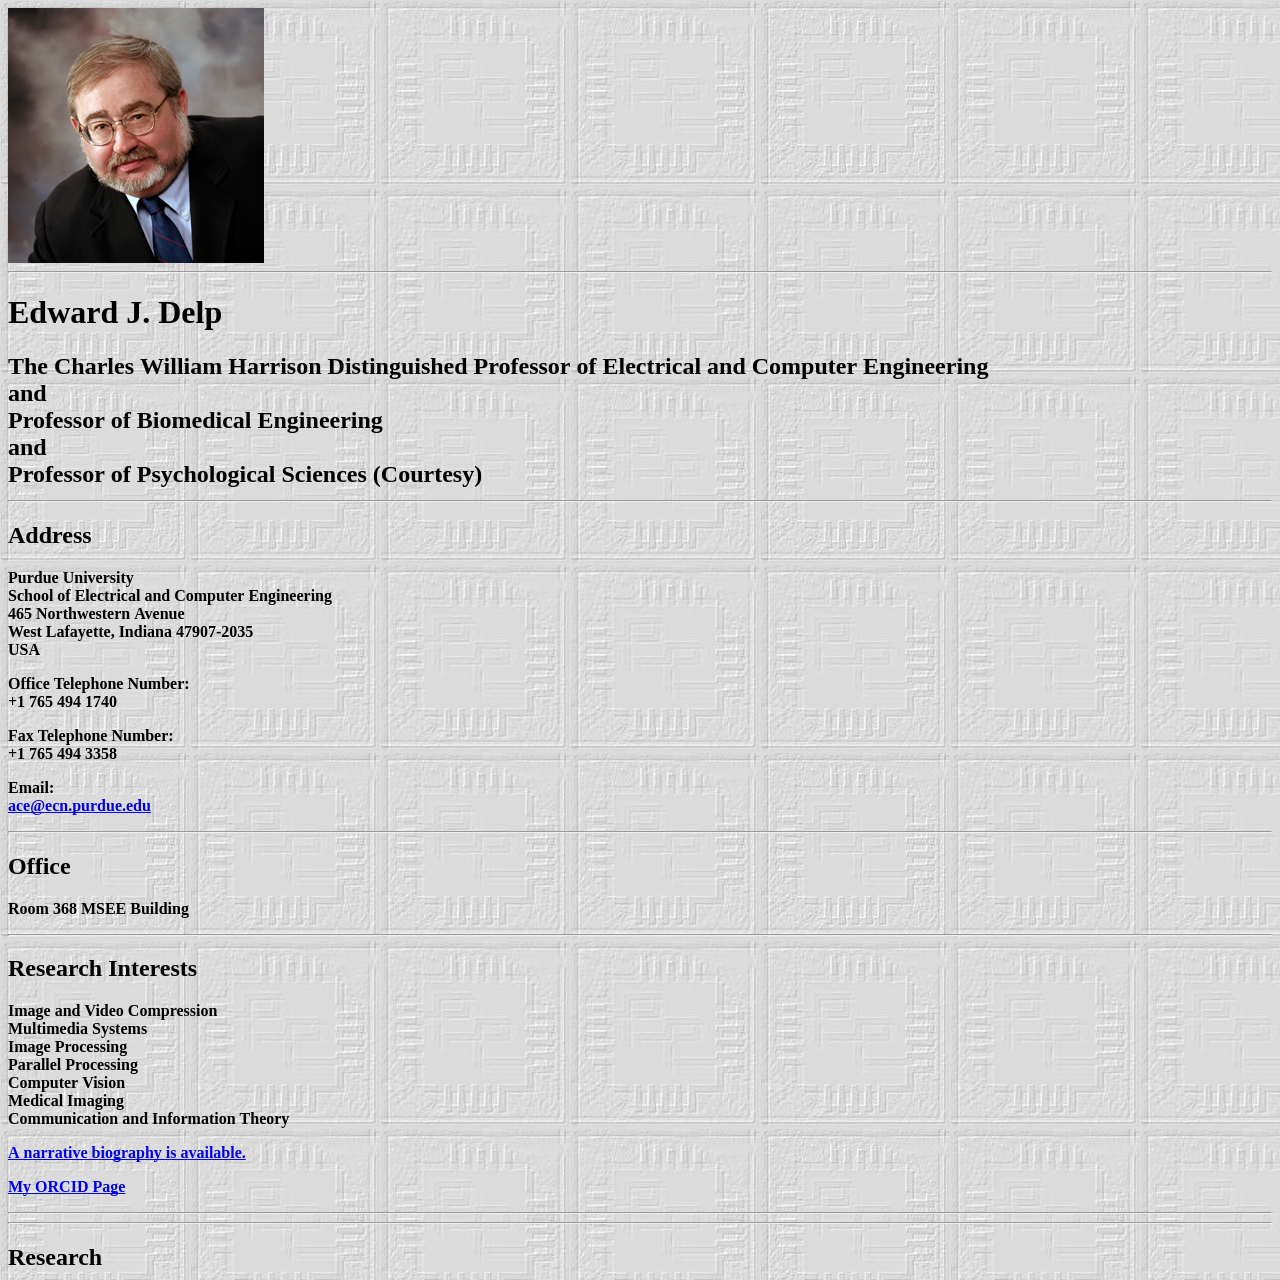 Edward J. Delp
The Charles William Harrison Distinguished Professor of Electrical and Computer Engineering
and
Professor of Biomedical Engineering
and
Professor of Psychological Sciences (Courtesy)
Address
Purdue University
School of Electrical and Computer Engineering
465 Northwestern Avenue
West Lafayette, Indiana 47907-2035
USA
Office Telephone Number:
+1 765 494 1740
Fax Telephone Number:
+1 765 494 3358
Email:
ace@ecn.purdue.edu
Office
Room 368 MSEE Building
Research Interests
Image and Video Compression
Multimedia Systems
Image Processing
Parallel Processing
Computer Vision
Medical Imaging
Communication and Information Theory
A narrative biography is available.
My ORCID Page
Research